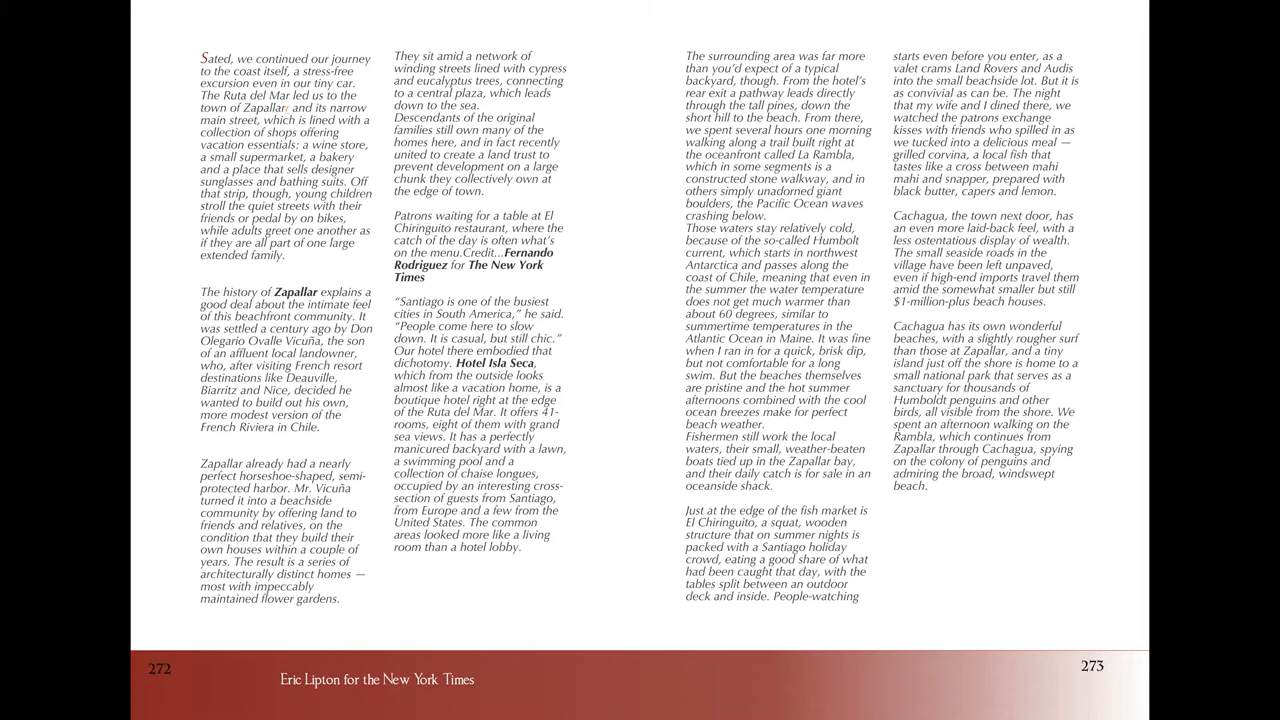 Sated, we continued our journey
to the coast itself, a stress-free
excursion even in our tiny car.
The Ruta del Mar led us to the
town of Zapallarr and its narrow
main street, which is lined with a
collection of shops offering
vacation essentials: a wine store,
a small supermarket, a bakery
and a place that sells designer
sunglasses and bathing suits. Off
that strip, though, young children
stroll the quiet streets with their
friends or pedal by on bikes,
while adults greet one another as
if they are all part of one large
extended family.
The history of Zapallar explains a
good deal about the intimate feel
of this beachfront community. It
was settled a century ago by Don
Olegario Ovalle Vicuña, the son
of an affluent local landowner,
who, after visiting French resort
destinations like Deauville,
Biarritz and Nice, decided he
wanted to build out his own,
more modest version of the
French Riviera in Chile.
Zapallar already had a nearly
perfect horseshoe-shaped, semi-
protected harbor. Mr. Vicuña
turned it into a beachside
community by offering land to
friends and relatives, on the
condition that they build their
own houses within a couple of
years. The result is a series of
architecturally distinct homes —
most with impeccably
maintained flower gardens.
They sit amid a network of
winding streets lined with cypress
and eucalyptus trees, connecting
to a central plaza, which leads
down to the sea.
Descendants of the original
families still own many of the
homes here, and in fact recently
united to create a land trust to
prevent development on a large
chunk they collectively own at
the edge of town.
Patrons waiting for a table at El
Chiringuito restaurant, where the
catch of the day is often what's
on the menu.Credit...Fernando
Rodriguez for The New York
Times
“Santiago is one of the busiest
cities in South America,” he said.
“People come here to slow
down. It is casual, but still chic.”
Our hotel there embodied that
dichotomy. Hotel Isla Seca,
which from the outside looks
almost like a vacation home, is a
boutique hotel right at the edge
of the Ruta del Mar. It offers 41-
rooms, eight of them with grand
sea views. It has a perfectly
manicured backyard with a lawn,
a swimming pool and a
collection of chaise longues,
occupied by an interesting cross-
section of guests from Santiago,
from Europe and a few from the
United States. The common
areas looked more like a living
room than a hotel lobby.
The surrounding area was far more
than you'd expect of a typical
backyard, though. From the hotel's
rear exit a pathway leads directly
through the tall pines, down the
short hill to the beach. From there,
we spent several hours one morning
walking along a trail built right at
the oceanfront called La Rambla,
which in some segments is a
constructed stone walkway, and in
others simply unadorned giant
boulders, the Pacific Ocean waves
crashing below.
Those waters stay relatively cold,
because of the so-called Humbolt
current, which starts in northwest
Antarctica and passes along the
coast of Chile, meaning that even in
the summer the water temperature
does not get much warmer than
about 60 degrees, similar to
summertime temperatures in the
Atlantic Ocean in Maine. It was fine
when I ran in for a quick, brisk dip,
but not comfortable for a long
swim. But the beaches themselves
are pristine and the hot summer
afternoons combined with the cool
ocean breezes make for perfect
beach weather.
Fishermen still work the local
waters, their small, weather-beaten
boats tied up in the Zapallar bay,
and their daily catch is for sale in an
oceanside shack.
Just at the edge of the fish market is
El Chiringuito, a squat, wooden
structure that on summer nights is
packed with a Santiago holiday
crowd, eating a good share of what
had been caught that day, with the
tables split between an outdoor
deck and inside. People-watching
starts even before you enter, as a
valet crams Land Rovers and Audis
into the small beachside lot. But it is
as convivial as can be. The night
that my wife and I dined there, we
watched the patrons exchange
kisses with friends who spilled in as
we tucked into a delicious meal —
grilled corvina, a local fish that
tastes like a cross between mahi
mahi and snapper, prepared with
black butter, capers and lemon.
Cachagua, the town next door, has
an even more laid-back feel, with a
less ostentatious display of wealth.
The small seaside roads in the
village have been left unpaved,
even if high-end imports travel them
amid the somewhat smaller but still
$1-million-plus beach houses.
Cachagua has its own wonderful
beaches, with a slightly rougher surf
than those at Zapallar, and a tiny
island just off the shore is home to a
small national park that serves as a
sanctuary for thousands of
Humboldt penguins and other
birds, all visible from the shore. We
spent an afternoon walking on the
Rambla, which continues from
Zapallar through Cachagua, spying
on the colony of penguins and
admiring the broad, windswept
beach.
272
Eric Lipton for the New York Times
273